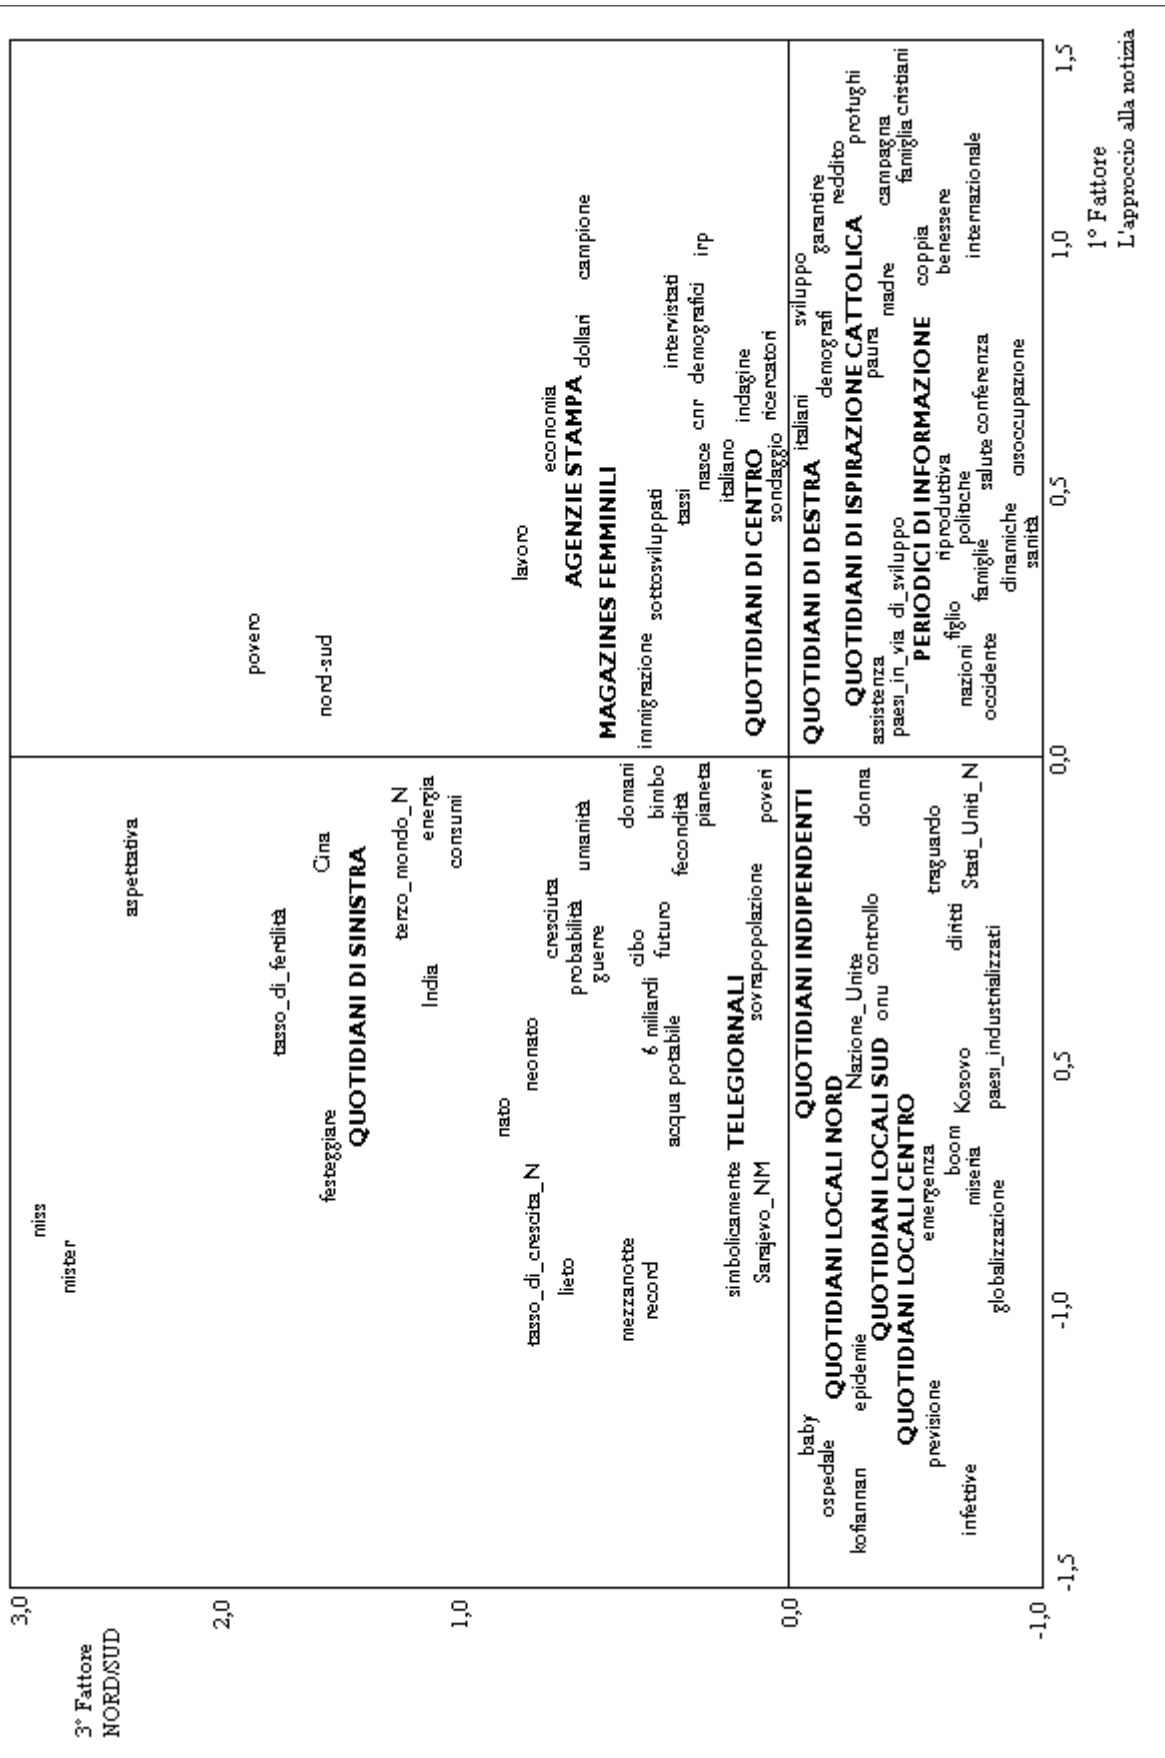 3° Fattore
NORD/SUD
3,0
2,0
1,0
0,0
-1,0
miss
mister
aspettativa
povero
tasso_di_fertilità
festeggiare
Cina
nord-sud
QUOTIDIANI DI SINISTRA
terzo_mondo_N
India
energia
consumi
nato
lavoro
tasso_di_crescita_N
neonato
cresciuta
economia
lieto
probabilità
AGENZIE STAMPA
umanità
dollari
campione
guerre
MAGAZINES FEMMINILI
mezzanotte
cibo
domani
immigrazione
record
6 miliardi
futuro
bimbo
sottosviluppati
intervistati
acqua potabile
fecondità
tassi
demografici
cnr
irp
pianeta
nasce
italiano
simbolicamente
TELEGIORNALI
sovrapopolazione
QUOTIDIANI DI CENTRO
indagine
Sarajevo_NM
poveri
sondaggio
ricercatori
baby
QUOTIDIANI INDIPENDENTI
italiani
sviluppo
ospedale
QUOTIDIANI DI DESTRA
demografi
garantire
QUOTIDIANI LOCALI NORD
reddito
kofiannan
epidemie
Nazione_Unite
donna
QUOTIDIANI DI ISPIRAZIONE CATTOLICA
profughi
controllo
QUOTIDIANI LOCALI SUD
onu
assistenza
paura
madre
campagna
QUOTIDIANI LOCALI CENTRO
paesi_in_via di_sviluppo
famiglia
cristiani
previsione
emergenza
traguardo
PERIODICI DI INFORMAZIONE
coppia
boom
diritti
figlio
riproduttiva
benessere
infettive
miseria
Kosovo
Stati_Uniti_N
nazioni
politiche
internazionale
globalizzazione
paesi_industrializzati
occidente
famiglie
salute
conferenza
dinamiche
sanità
disoccupazione
-1,5
-1,0
0,5
0,0
0,5
1,0
1,5
1° Fattore
L'approccio alla notizia